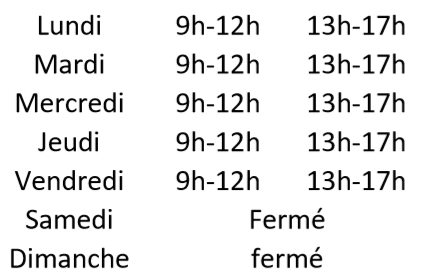 Lundi 9h-12h 13h-17h
Mardi 9h-12h 13h-17h
Mercredi 9h-12h 13h-17h
Jeudi 9h-12h 13h-17h
Vendredi 9h-12h 13h-17h
Samedi Fermé
Dimanche fermé